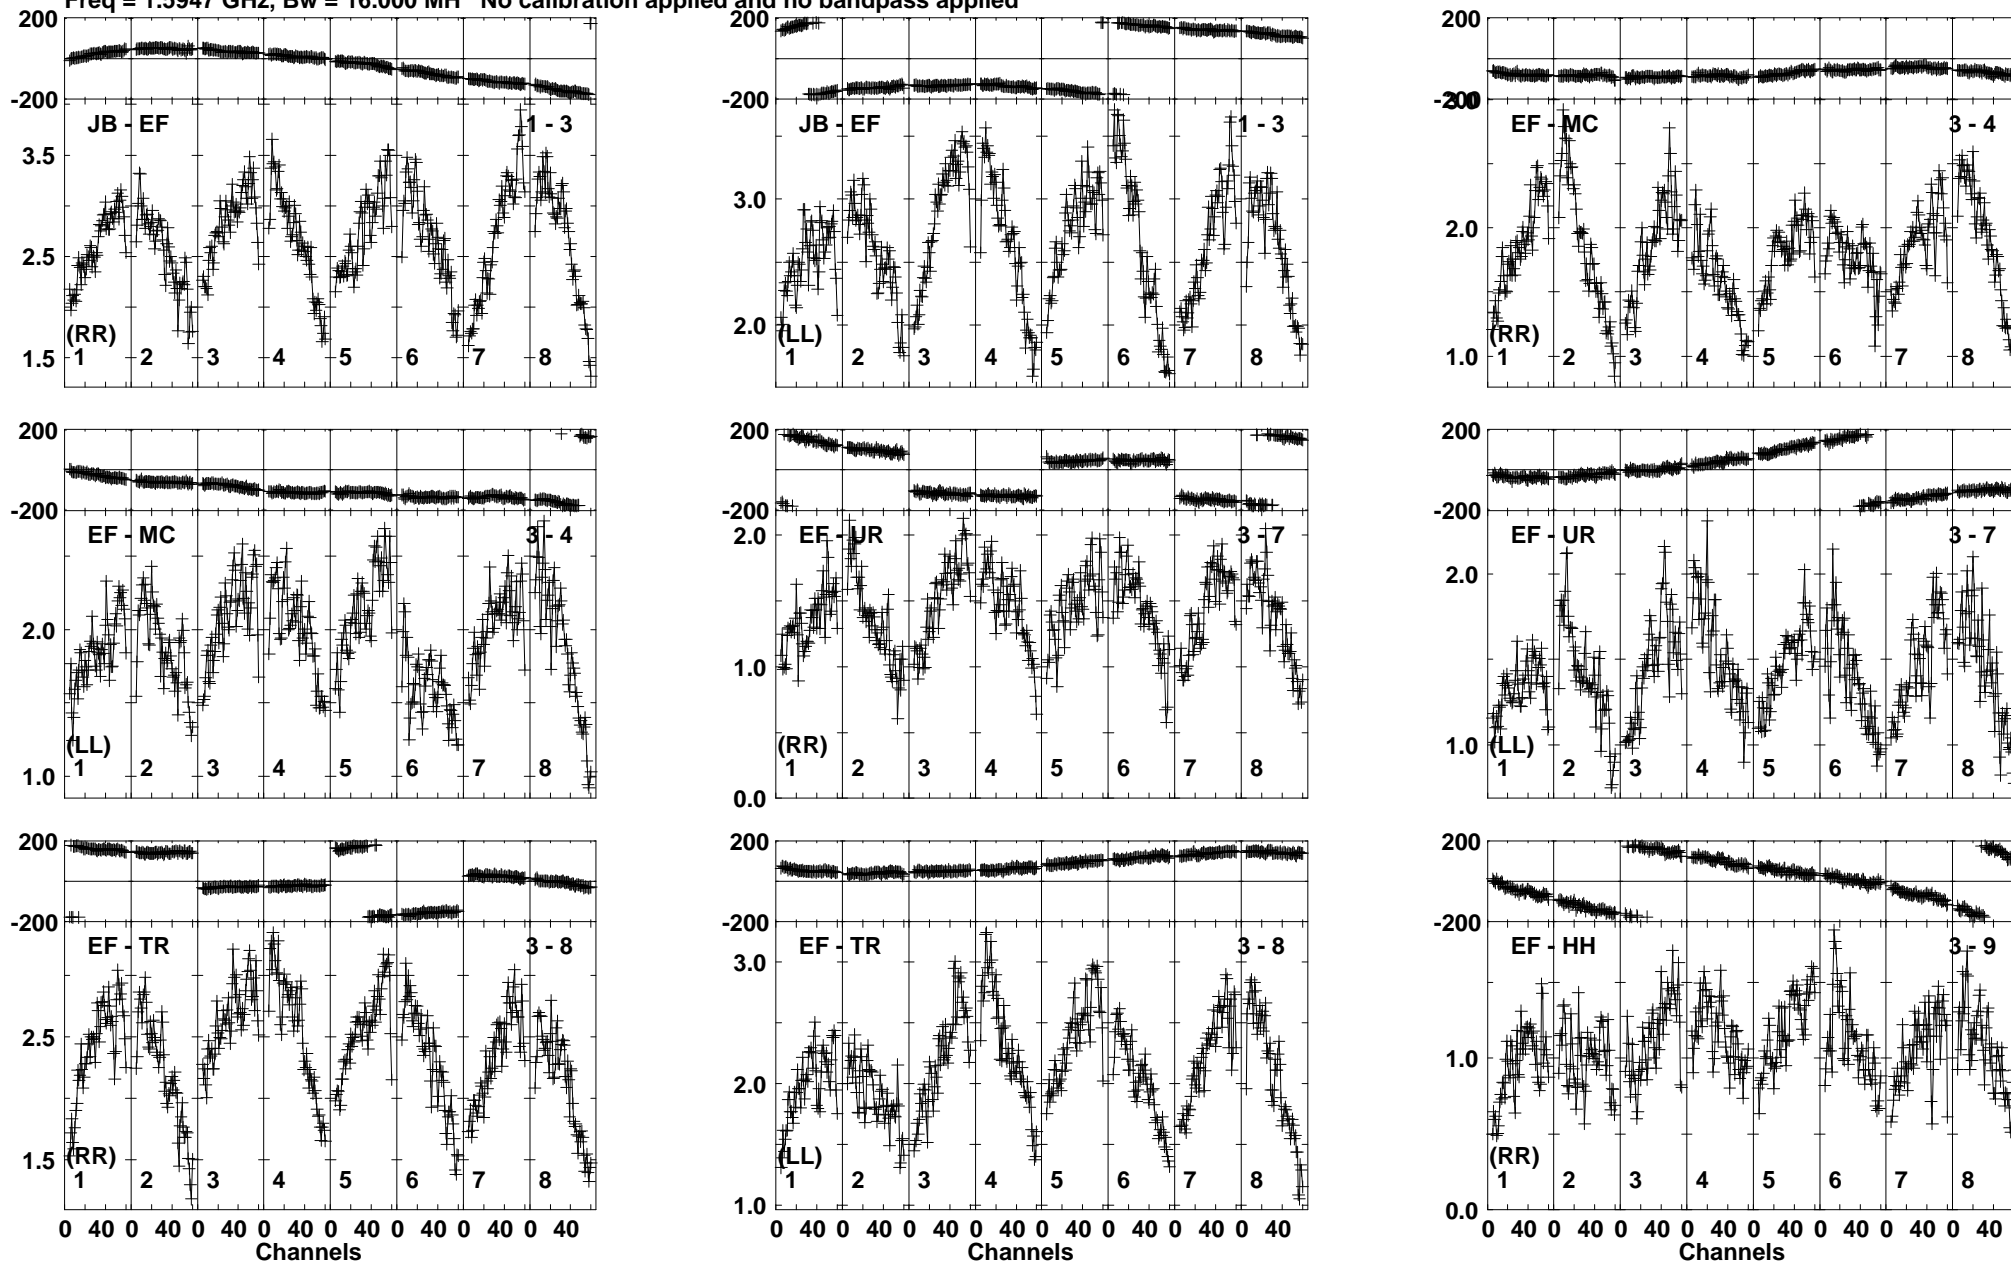 Freq = 1.5947 GHz, Bw = 16.000 MH No calibration applied and no bandpass applied
200 200 200
-200 -200 -200
JB - EF 1 - 3 JB - EF 1 - 3 EF - MC 3 - 4
3.5 3.0 2.0
2.5 2.0 1.0
1.5
(RR) (LL) (RR)
1 2 3 4 5 6 7 8 1 2 3 4 5 6 7 8 1 2 3 4 5 6 7 8
200 200 200
-200 -200 -200
EF - MC 3 - 4 EF - UR 3 - 7 EF - UR 3 - 7
2.0 2.0 2.0
1.0 1.0 1.0
0.0
(LL) (RR) (LL)
1 2 3 4 5 6 7 8 1 2 3 4 5 6 7 8 1 2 3 4 5 6 7 8
200 200 200
-200 -200 -200
EF - TR 3 - 8 EF - TR 3 - 8 EF - HH 3 - 9
2.5 3.0 1.0
1.5 2.0 0.0
1.0
(RR) (LL) (RR)
1 2 3 4 5 6 7 8 1 2 3 4 5 6 7 8 1 2 3 4 5 6 7 8
0 40 0 40 0 40 0 40 0 40 0 40 0 40 0 40 0 40 0 40 0 40 0 40 0 40 0 40 0 40 0 40 0 40 0 40 0 40 0 40 0 40 0 40 0 40 0 40
Channels Channels